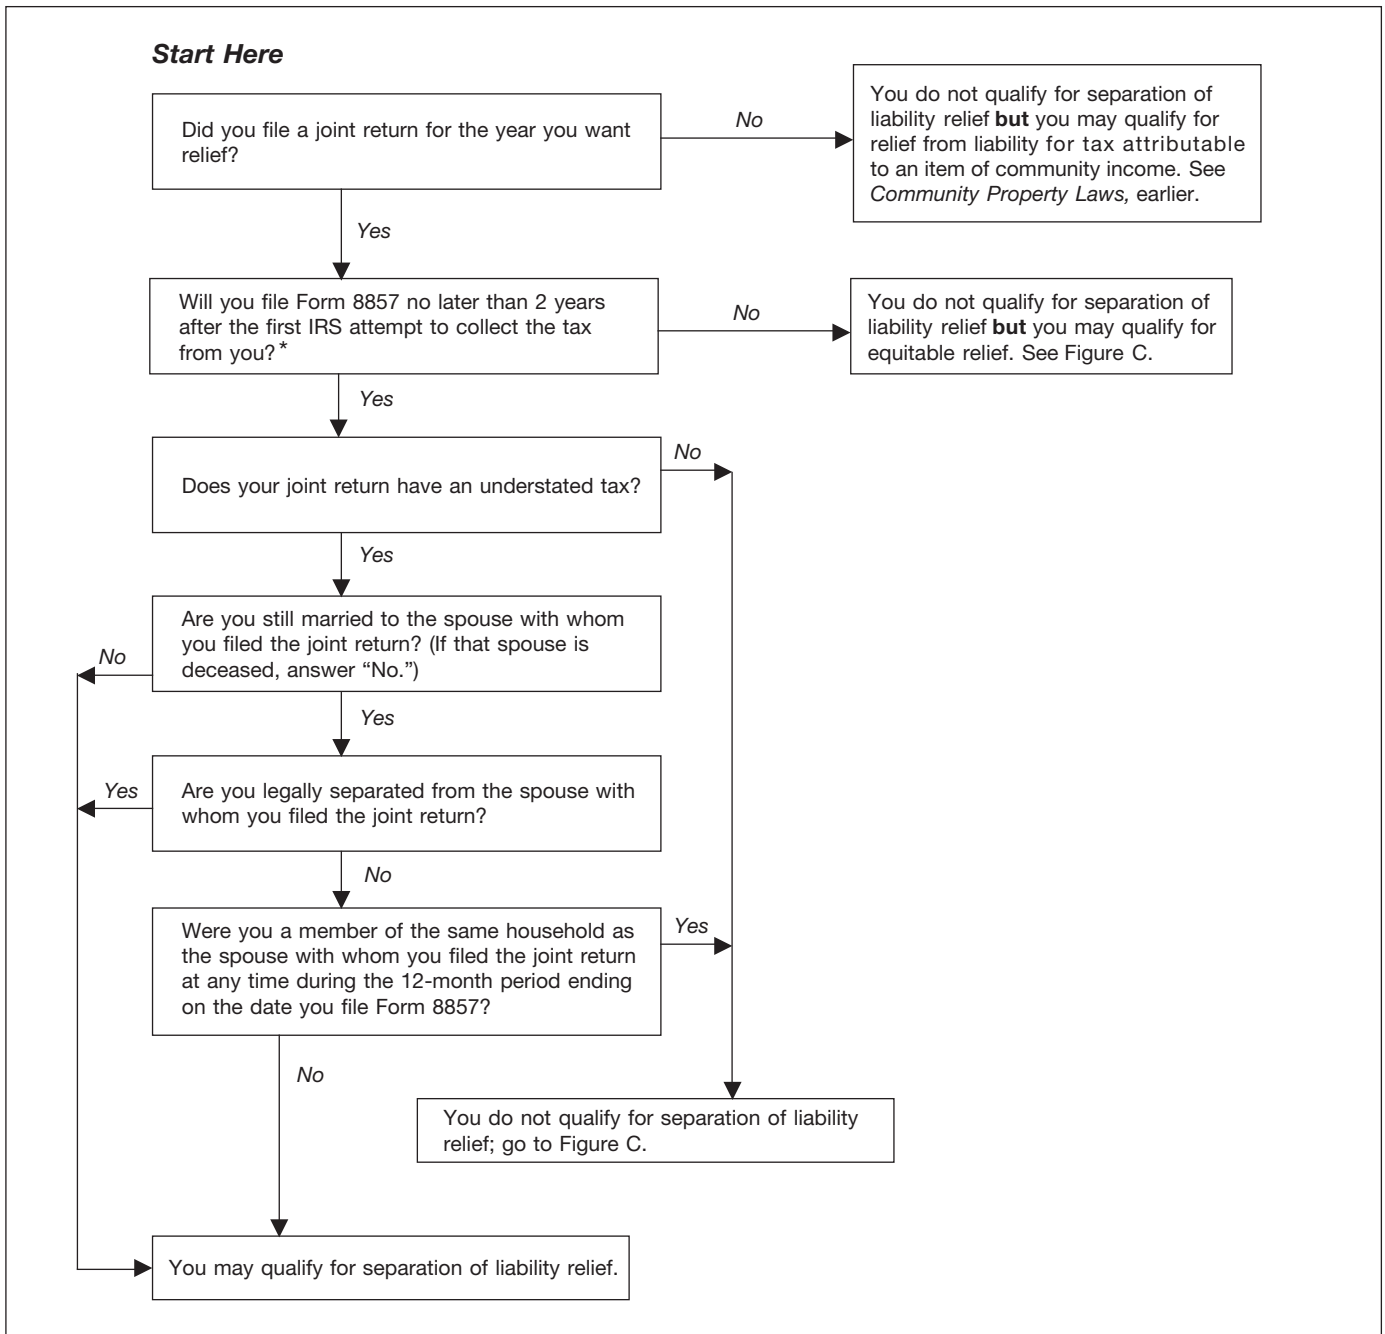 Start Here
Did you file a joint return for the year you want
relief?
No
You do not qualify for separation of
liability relief but you may qualify for
relief from liability for tax attributable
to an item of community income. See
Community Property Laws, earlier.
Yes
Will you file Form 8857 no later than 2 years
after the first IRS attempt to collect the tax
from you?*
No
You do not qualify for separation of
liability relief but you may qualify for
equitable relief. See Figure C.
Yes
Does your joint return have an understated tax?
No
Yes
Are you still married to the spouse with whom
you filed the joint return? (If that spouse is
deceased, answer “No.”)
No
Yes
Are you legally separated from the spouse with
whom you filed the joint return?
Yes
No
Were you a member of the same household as
the spouse with whom you filed the joint return
at any time during the 12-month period ending
on the date you file Form 8857?
Yes
No
You do not qualify for separation of liability
relief; go to Figure C.
You may qualify for separation of liability relief.